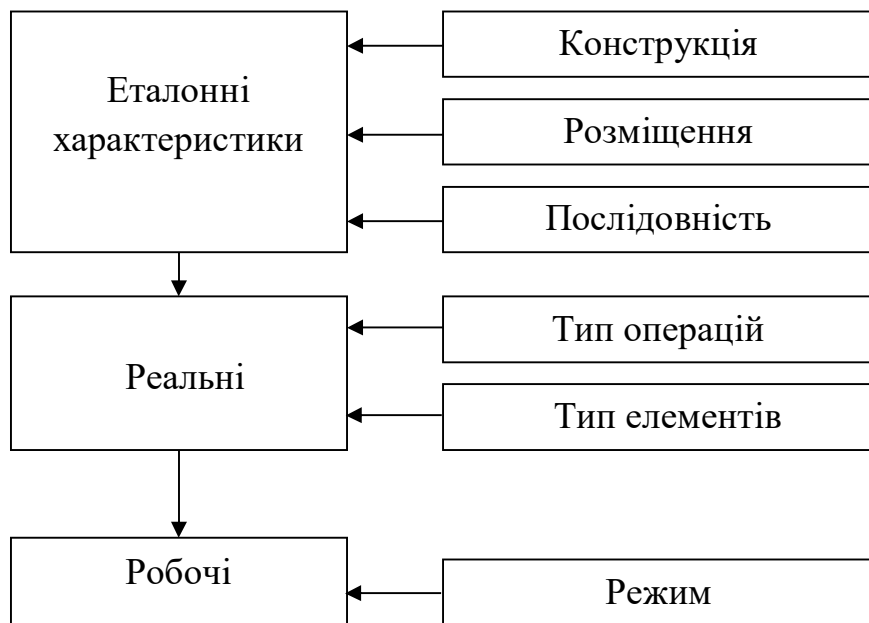 Еталонні
характеристики
Конструкція
Розміщення
Послідовність
Реальні
Тип операцій
Тип елементів
Робочі
Режим